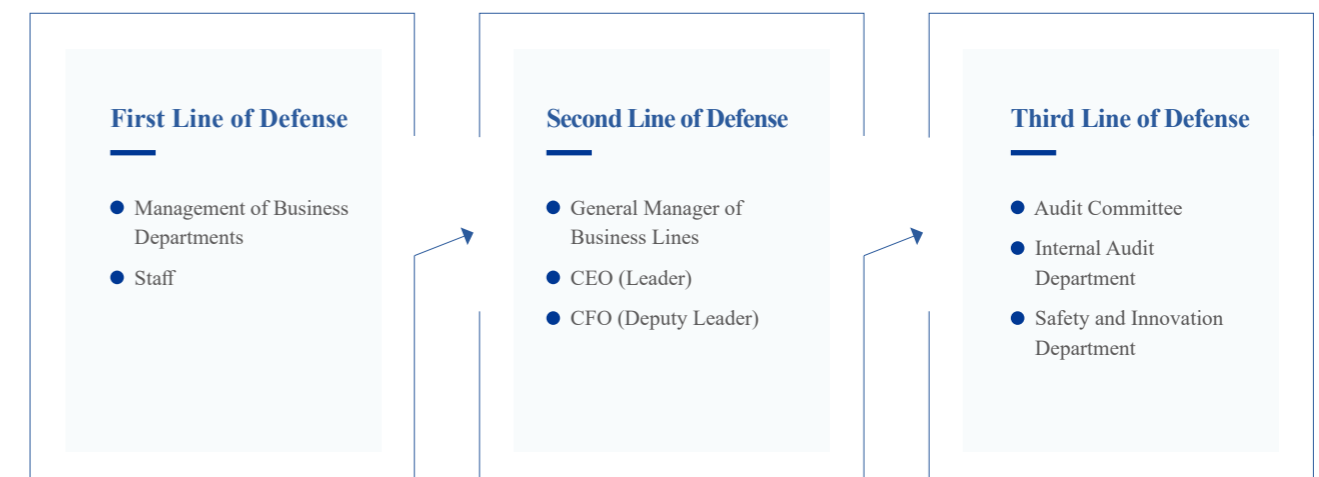 First Line of Defense
Management of Business
Departments
Staff
Second Line of Defense
General Manager of
Business Lines
CEO (Leader)
CFO (Deputy Leader)
Third Line of Defense
Audit Committee
Internal Audit
Department
Safety and Innovation
Department